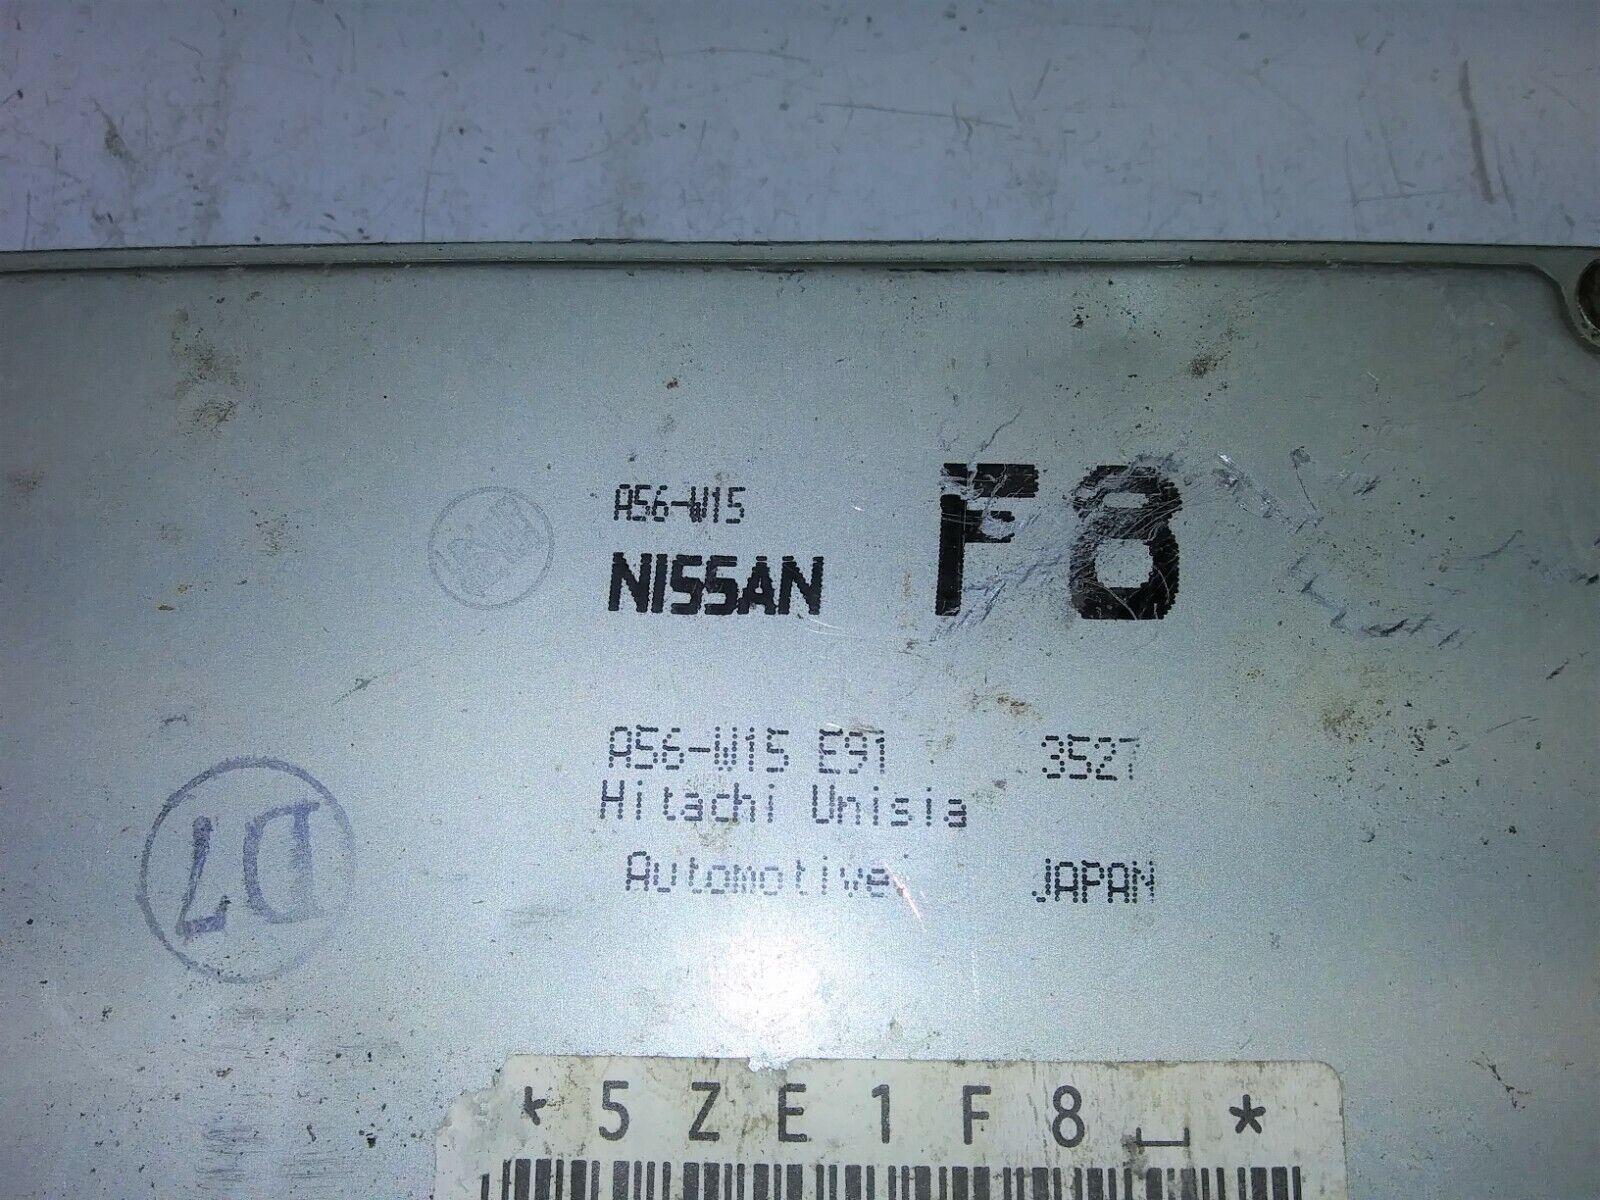 A56-W15
NISSAN F8
A56-W15 E91 3527
Hitachi Unisia
Automotive JAPAN
D7
*5ZE1F8⎵*